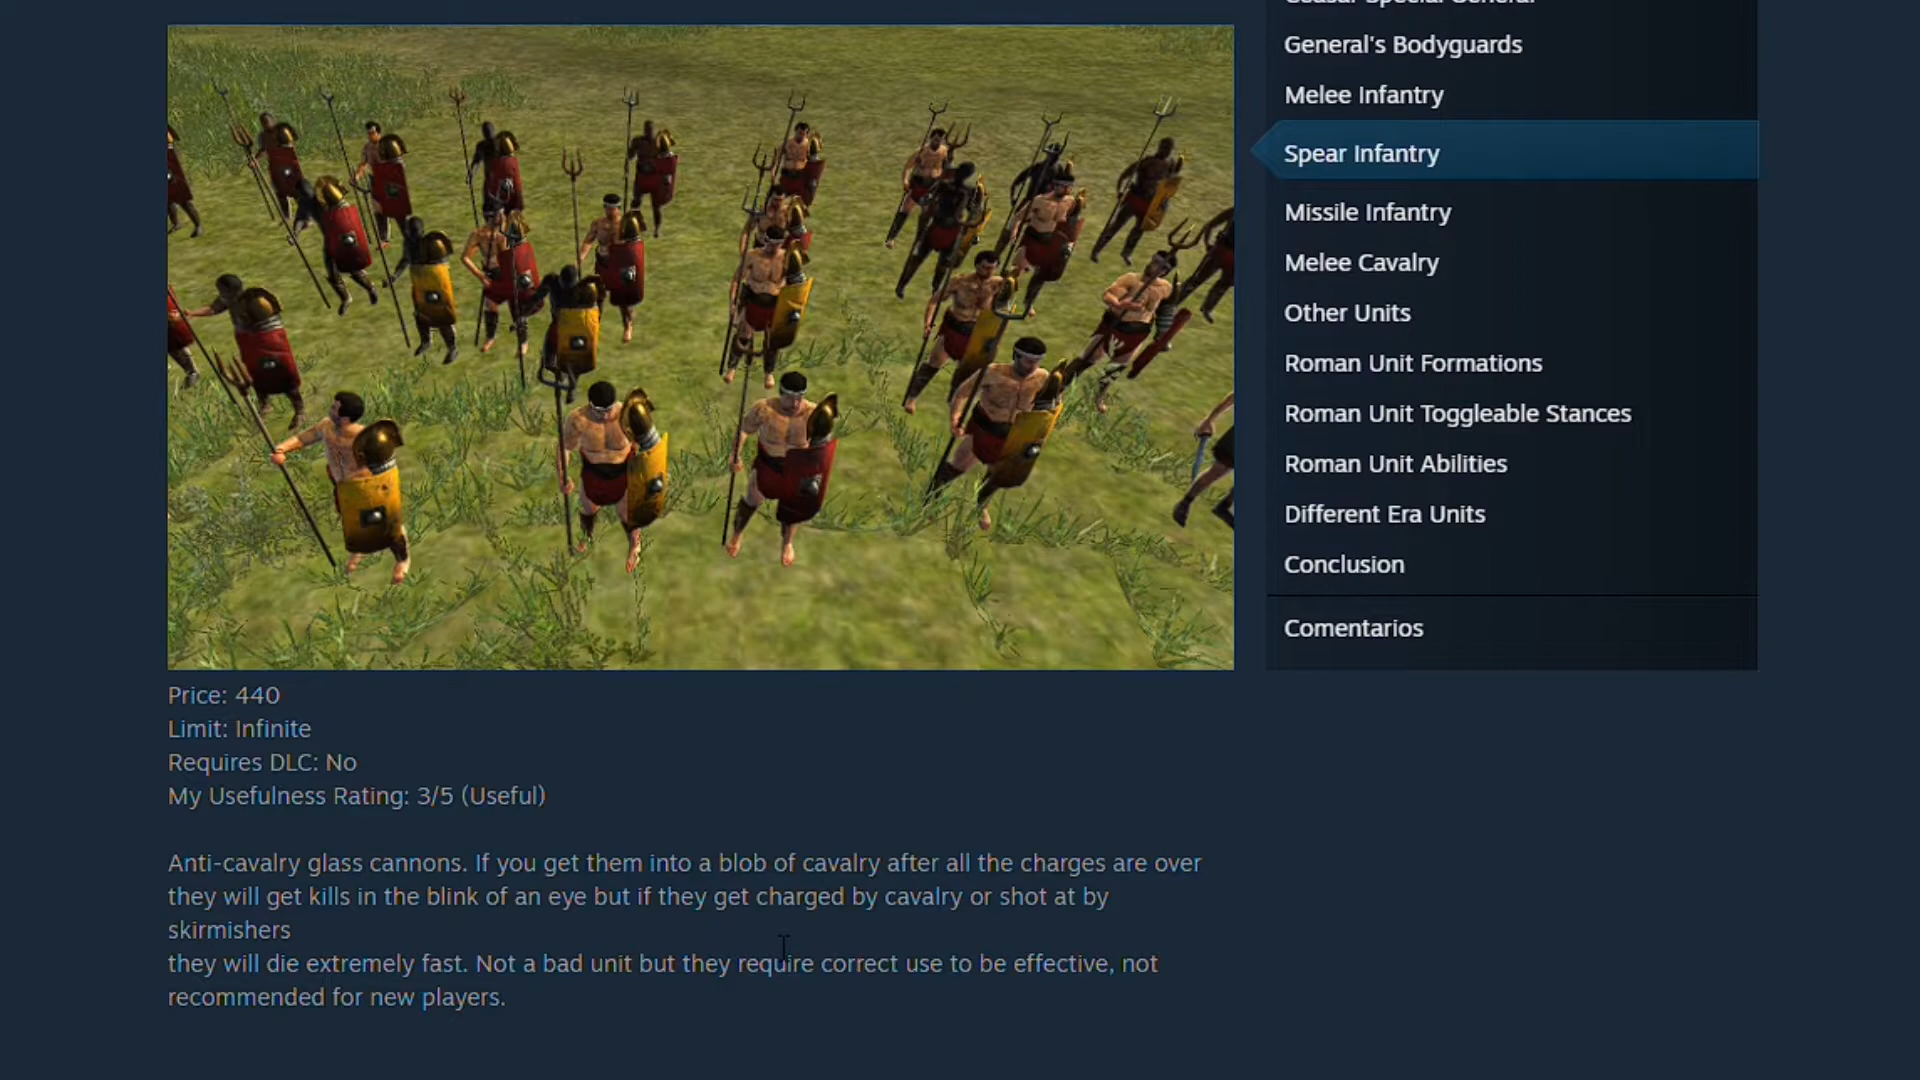 General's Bodyguards
Melee Infantry
Spear Infantry
Missile Infantry
Melee Cavalry
Other Units
Roman Unit Formations
Roman Unit Toggleable Stances
Roman Unit Abilities
Different Era Units
Conclusion
Comentarios
Price: 440
Limit: Infinite
Requires DLC: No
My Usefulness Rating: 3/5 (Useful)
Anti-cavalry glass cannons. If you get them into a blob of cavalry after all the charges are over
they will get kills in the blink of an eye but if they get charged by cavalry or shot at by
skirmishers
they will die extremely fast. Not a bad unit but they require correct use to be effective, not
recommended for new players.